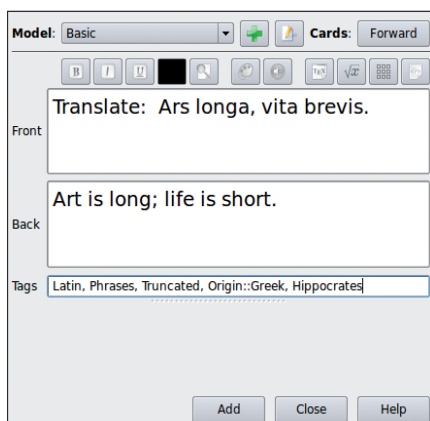 Model: Basic Cards: Forward
B I U TEX √x
Front
Translate: Ars longa, vita brevis.
Back
Art is long; life is short.
Tags Latin, Phrases, Truncated, Origin::Greek, Hippocrates
Add Close Help